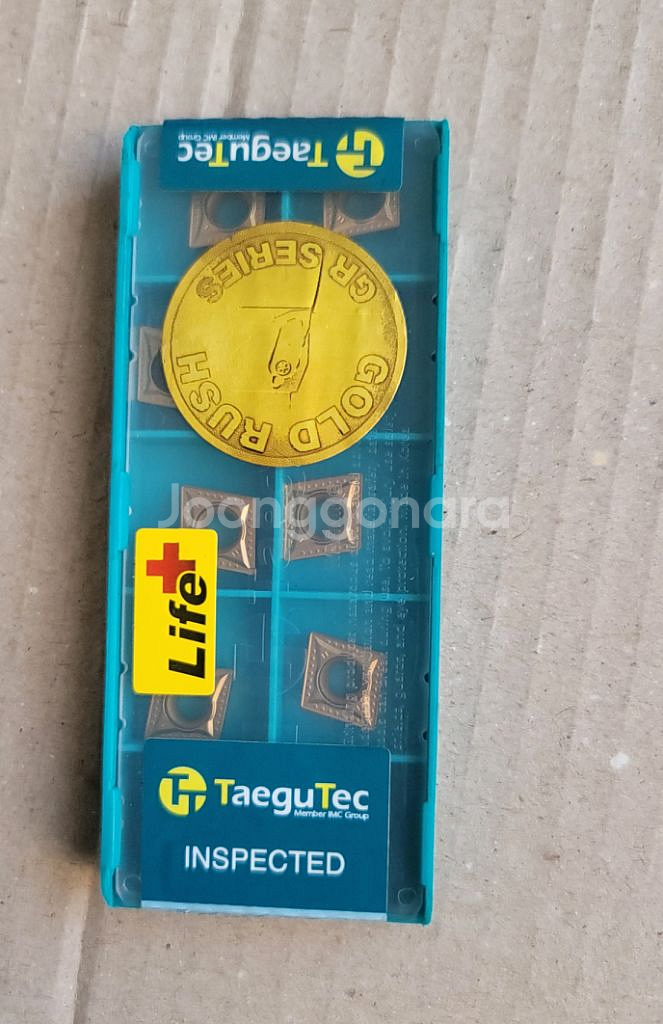 TaeguTec
Member IMC Group
GR SERIES
GOLD RUSH
Joonggonara
Life+
TaeguTec
Member IMC Group
INSPECTED